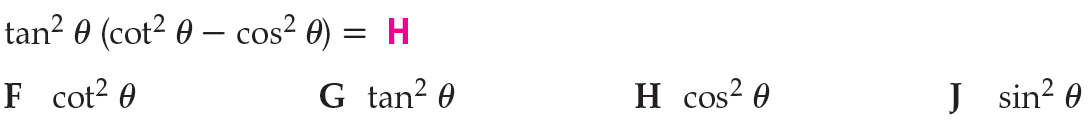 tan² θ (cot² θ − cos² θ) = H
F cot² θ G tan² θ H cos² θ J sin² θ